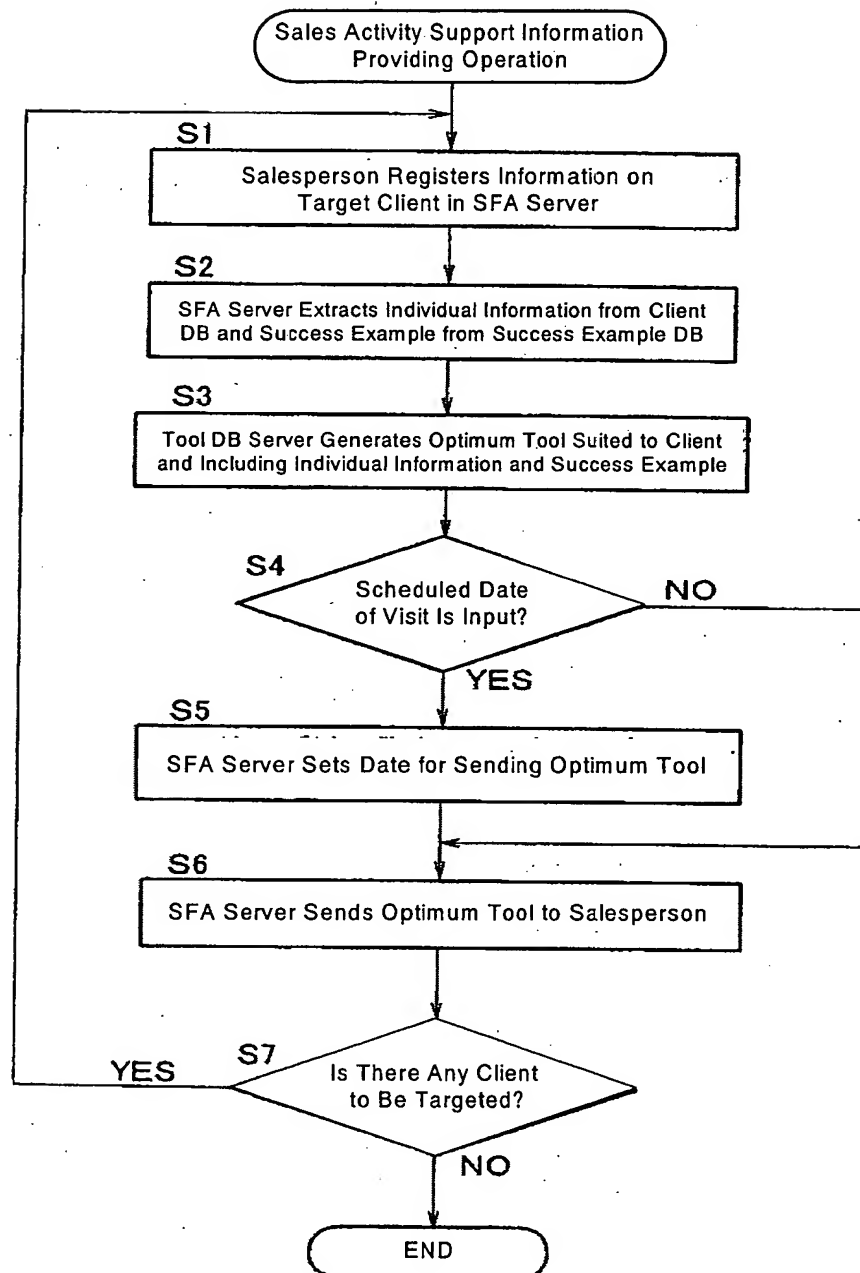 Sales Activity Support Information
Providing Operation
S1
Salesperson Registers Information on
Target Client in SFA Server
S2
SFA Server Extracts Individual Information from Client
DB and Success Example from Success Example DB
S3
Tool DB Server Generates Optimum Tool Suited to Client
and Including Individual Information and Success Example
S4
Scheduled Date
of Visit Is Input?
NO
YES
S5
SFA Server Sets Date for Sending Optimum Tool
S6
SFA Server Sends Optimum Tool to Salesperson
S7
YES
Is There Any Client
to Be Targeted?
NO
END